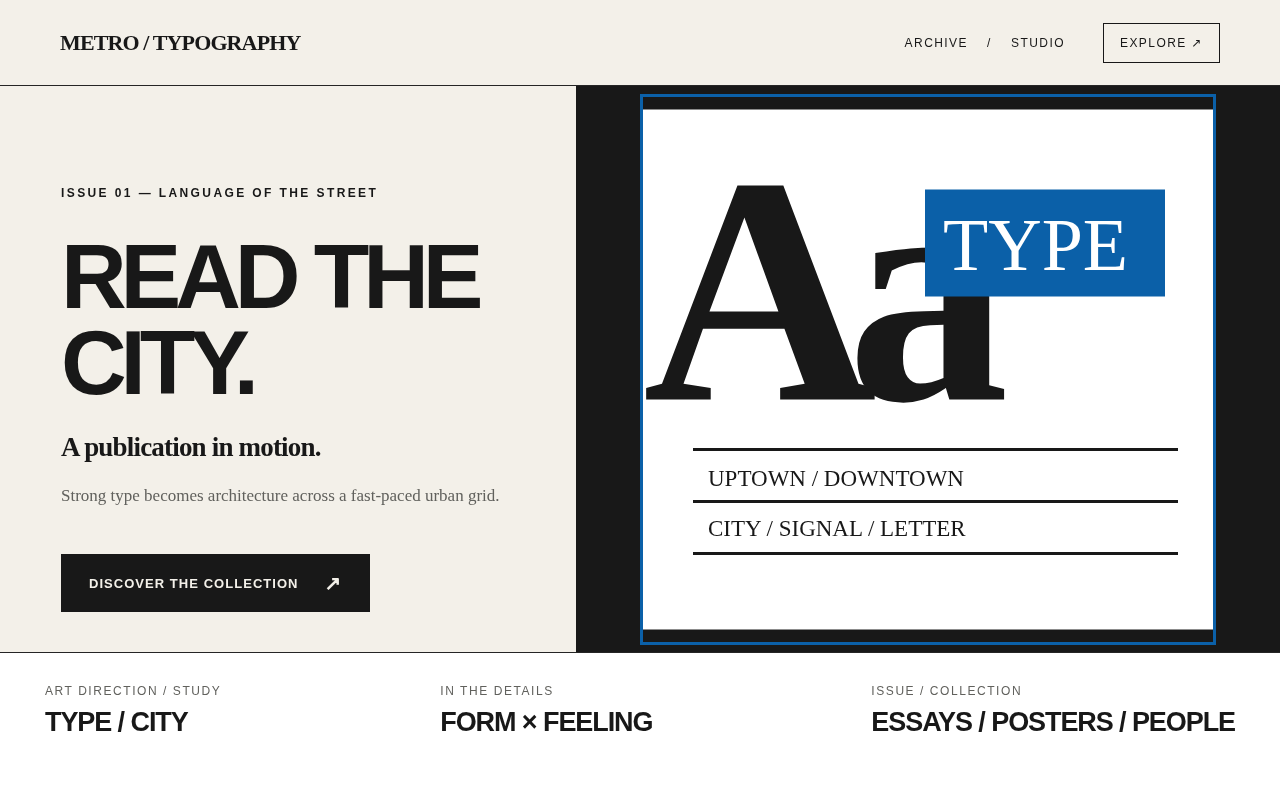 METRO / TYPOGRAPHY
ARCHIVE / STUDIO
EXPLORE ↗
ISSUE 01 — LANGUAGE OF THE STREET
READ THE
CITY.
A publication in motion.
Strong type becomes architecture across a fast-paced urban grid.
DISCOVER THE COLLECTION ↗
Aa
TYPE
UPTOWN / DOWNTOWN
CITY / SIGNAL / LETTER
ART DIRECTION / STUDY
TYPE / CITY
IN THE DETAILS
FORM × FEELING
ISSUE / COLLECTION
ESSAYS / POSTERS / PEOPLE